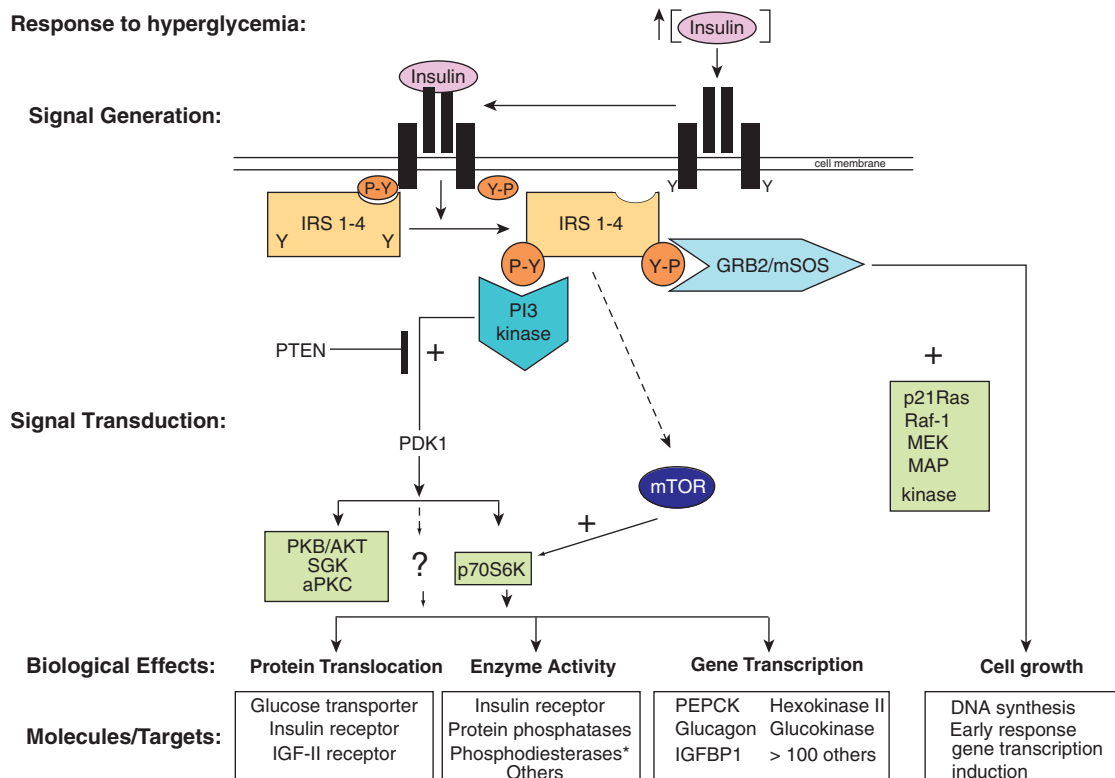 Response to hyperglycemia:
Insulin
Insulin
Signal Generation:
cell membrane
P-Y
Y-P
Y
Y
IRS 1-4
Y
Y
IRS 1-4
P-Y
Y-P
GRB2/mSOS
PI3
kinase
PTEN
+
+
p21Ras
Raf-1
MEK
MAP
kinase
Signal Transduction:
PDK1
mTOR
+
PKB/AKT
SGK
aPKC
?
p70S6K
Biological Effects:
Protein Translocation
Enzyme Activity
Gene Transcription
Cell growth
Molecules/Targets:
Glucose transporter
Insulin receptor
IGF-II receptor
Insulin receptor
Protein phosphatases
Phosphodiesterases*
Others
PEPCK Hexokinase II
Glucagon Glucokinase
IGFBP1 > 100 others
DNA synthesis
Early response
gene transcription
induction